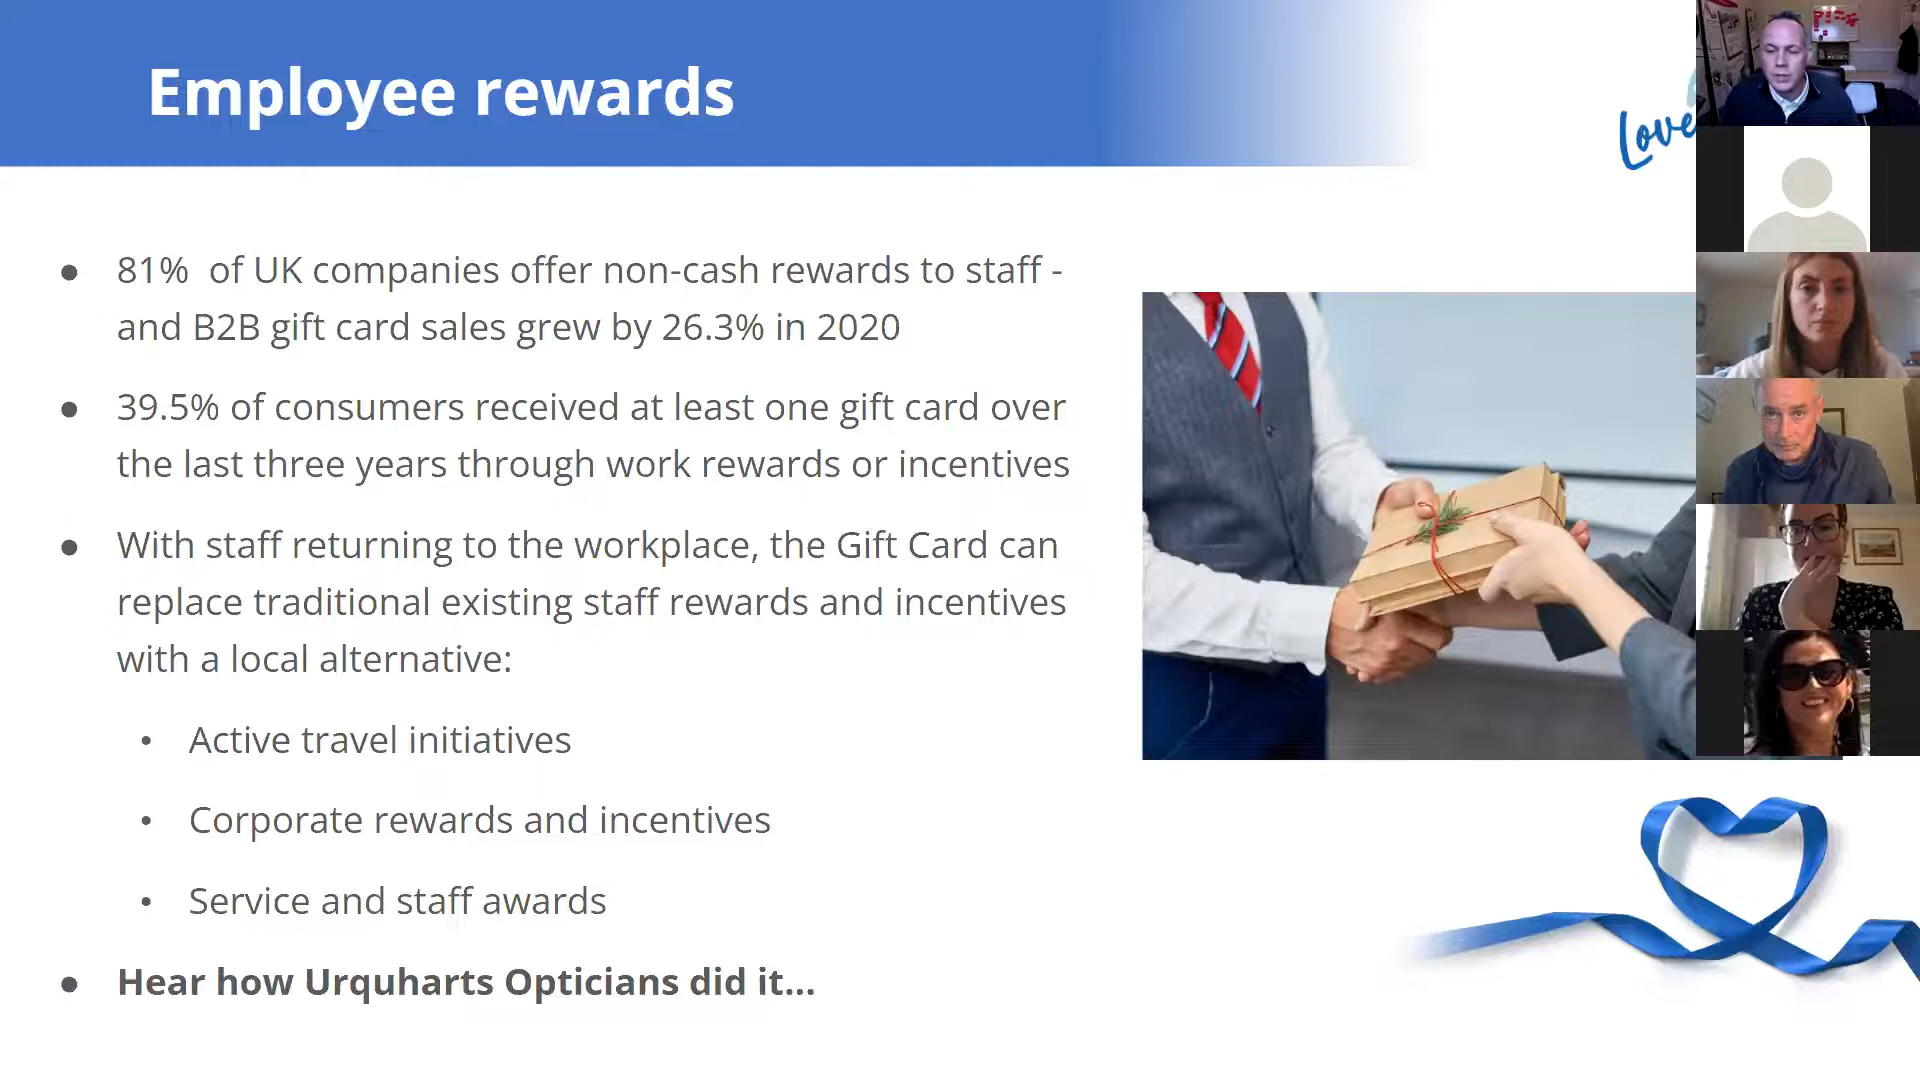 Employee rewards
Love
● 81%  of UK companies offer non-cash rewards to staff -
and B2B gift card sales grew by 26.3% in 2020
● 39.5% of consumers received at least one gift card over
the last three years through work rewards or incentives
● With staff returning to the workplace, the Gift Card can
replace traditional existing staff rewards and incentives
with a local alternative:
• Active travel initiatives
• Corporate rewards and incentives
• Service and staff awards
● Hear how Urquharts Opticians did it...